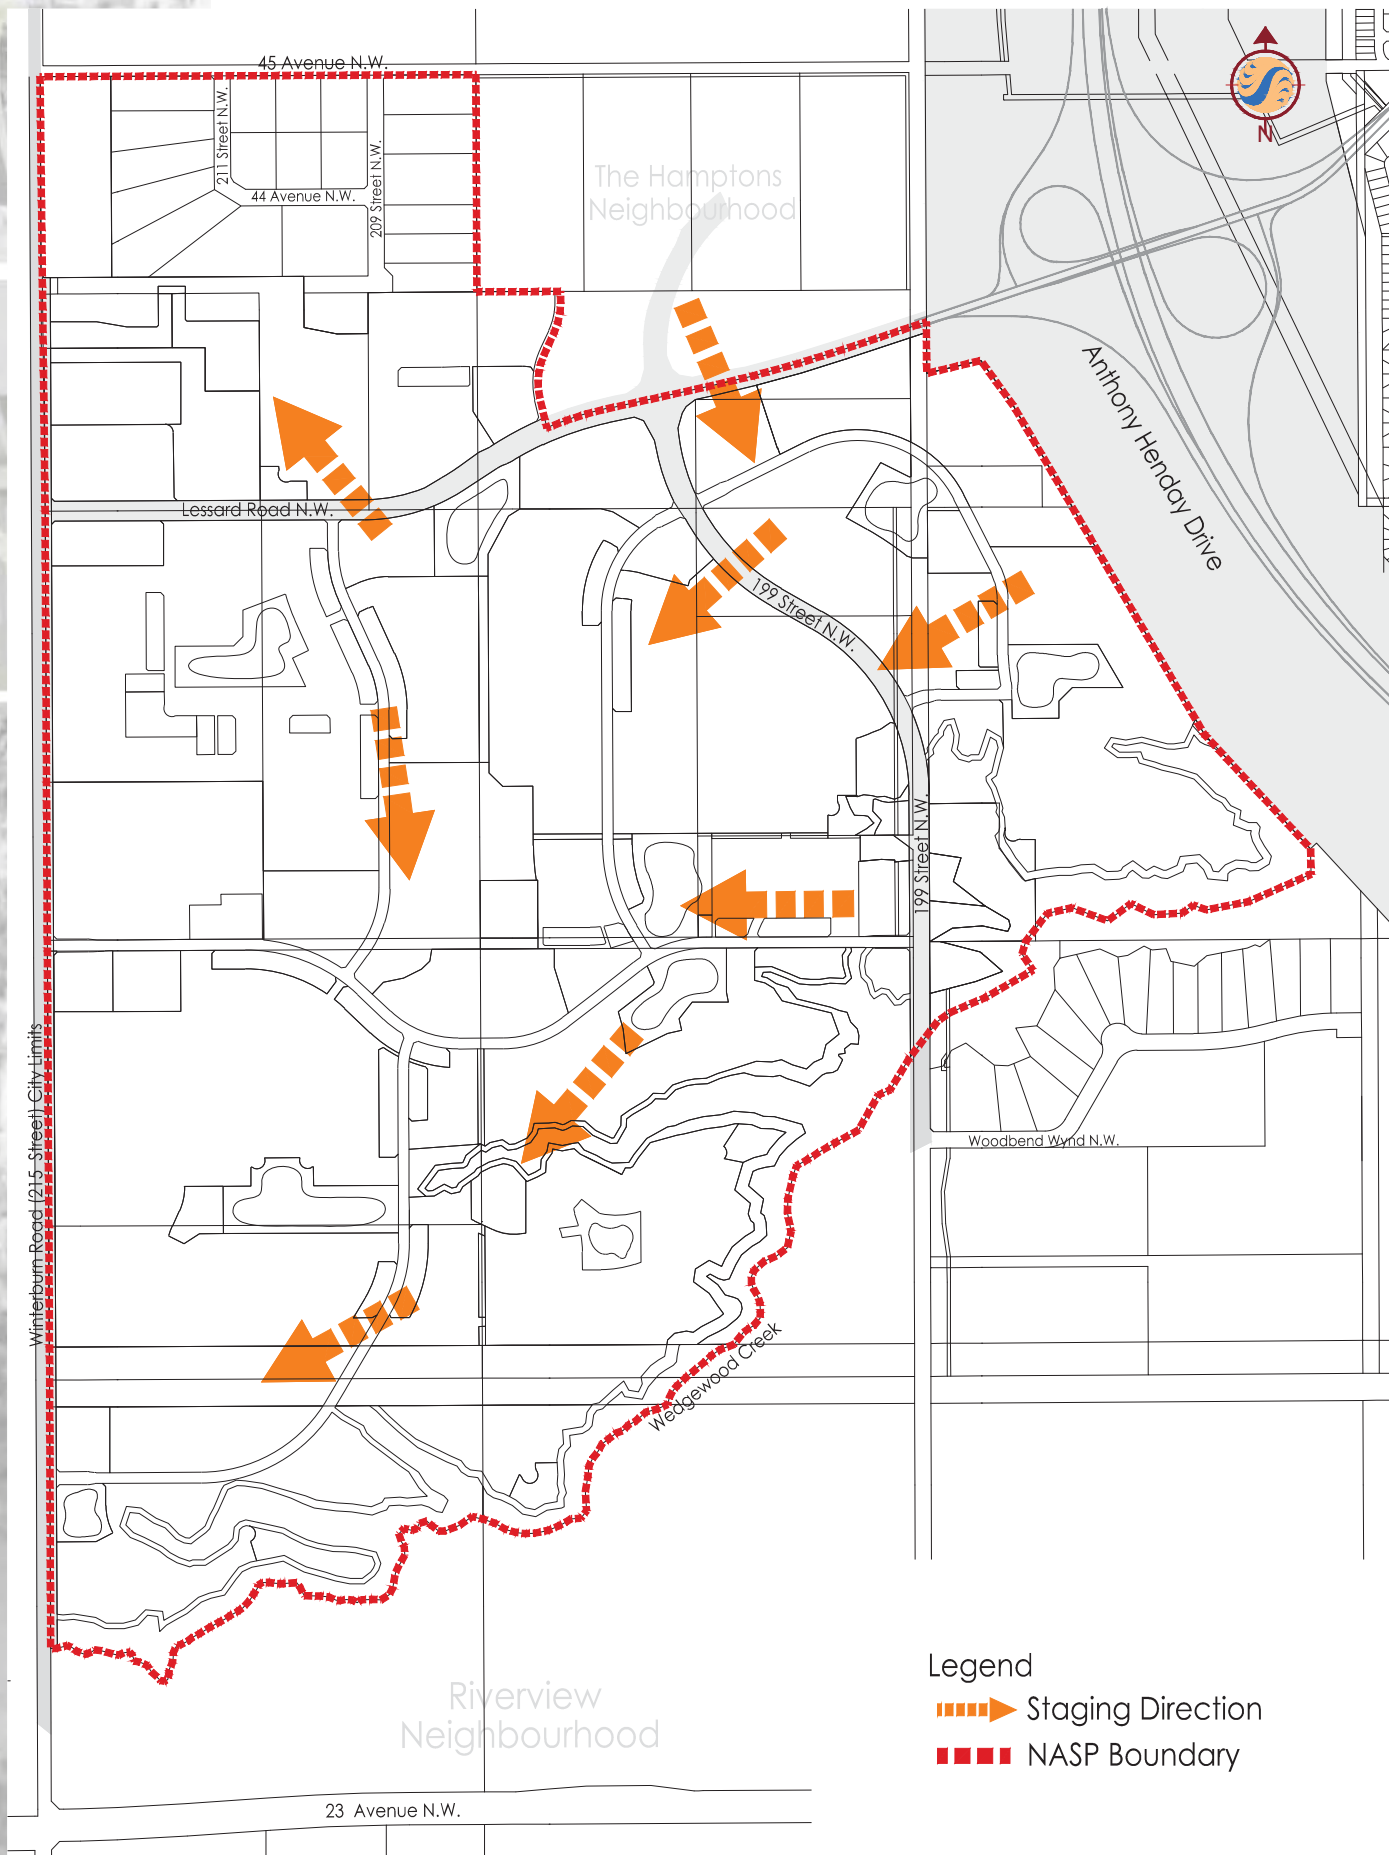 45 Avenue N.W.
211 Street N.W.
44 Avenue N.W.
209 Street N.W.
The Hamptons
Neighbourhood
N
Anthony Henday Drive
Lessard Road N.W.
199 Street N.W.
199 Street N.W.
Winterburn Road (215 Street) City Limits
Woodbend Wynd N.W.
Wedgewood Creek
Riverview
Neighbourhood
Legend
Staging Direction
NASP Boundary
23 Avenue N.W.